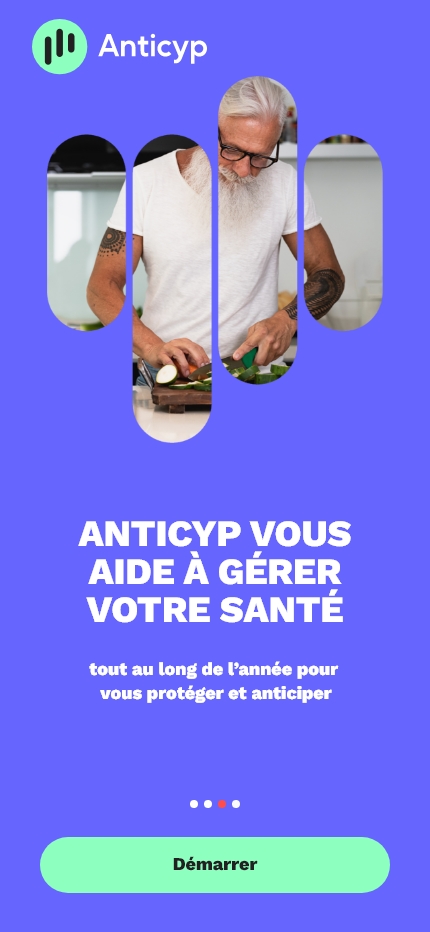 Anticyp
ANTICYP VOUS
AIDE À GÉRER
VOTRE SANTÉ
tout au long de l’année pour
vous protéger et anticiper
Démarrer